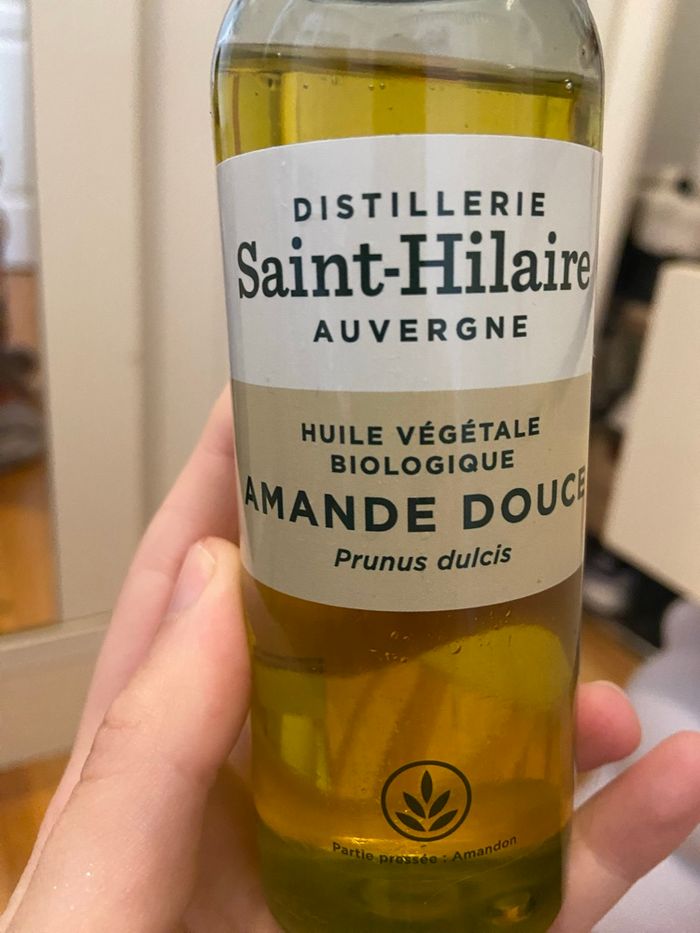 DISTILLERIE
Saint-Hilaire
AUVERGNE
HUILE VÉGÉTALE
BIOLOGIQUE
AMANDE DOUCE
Prunus dulcis
Partie pressée : Amandon